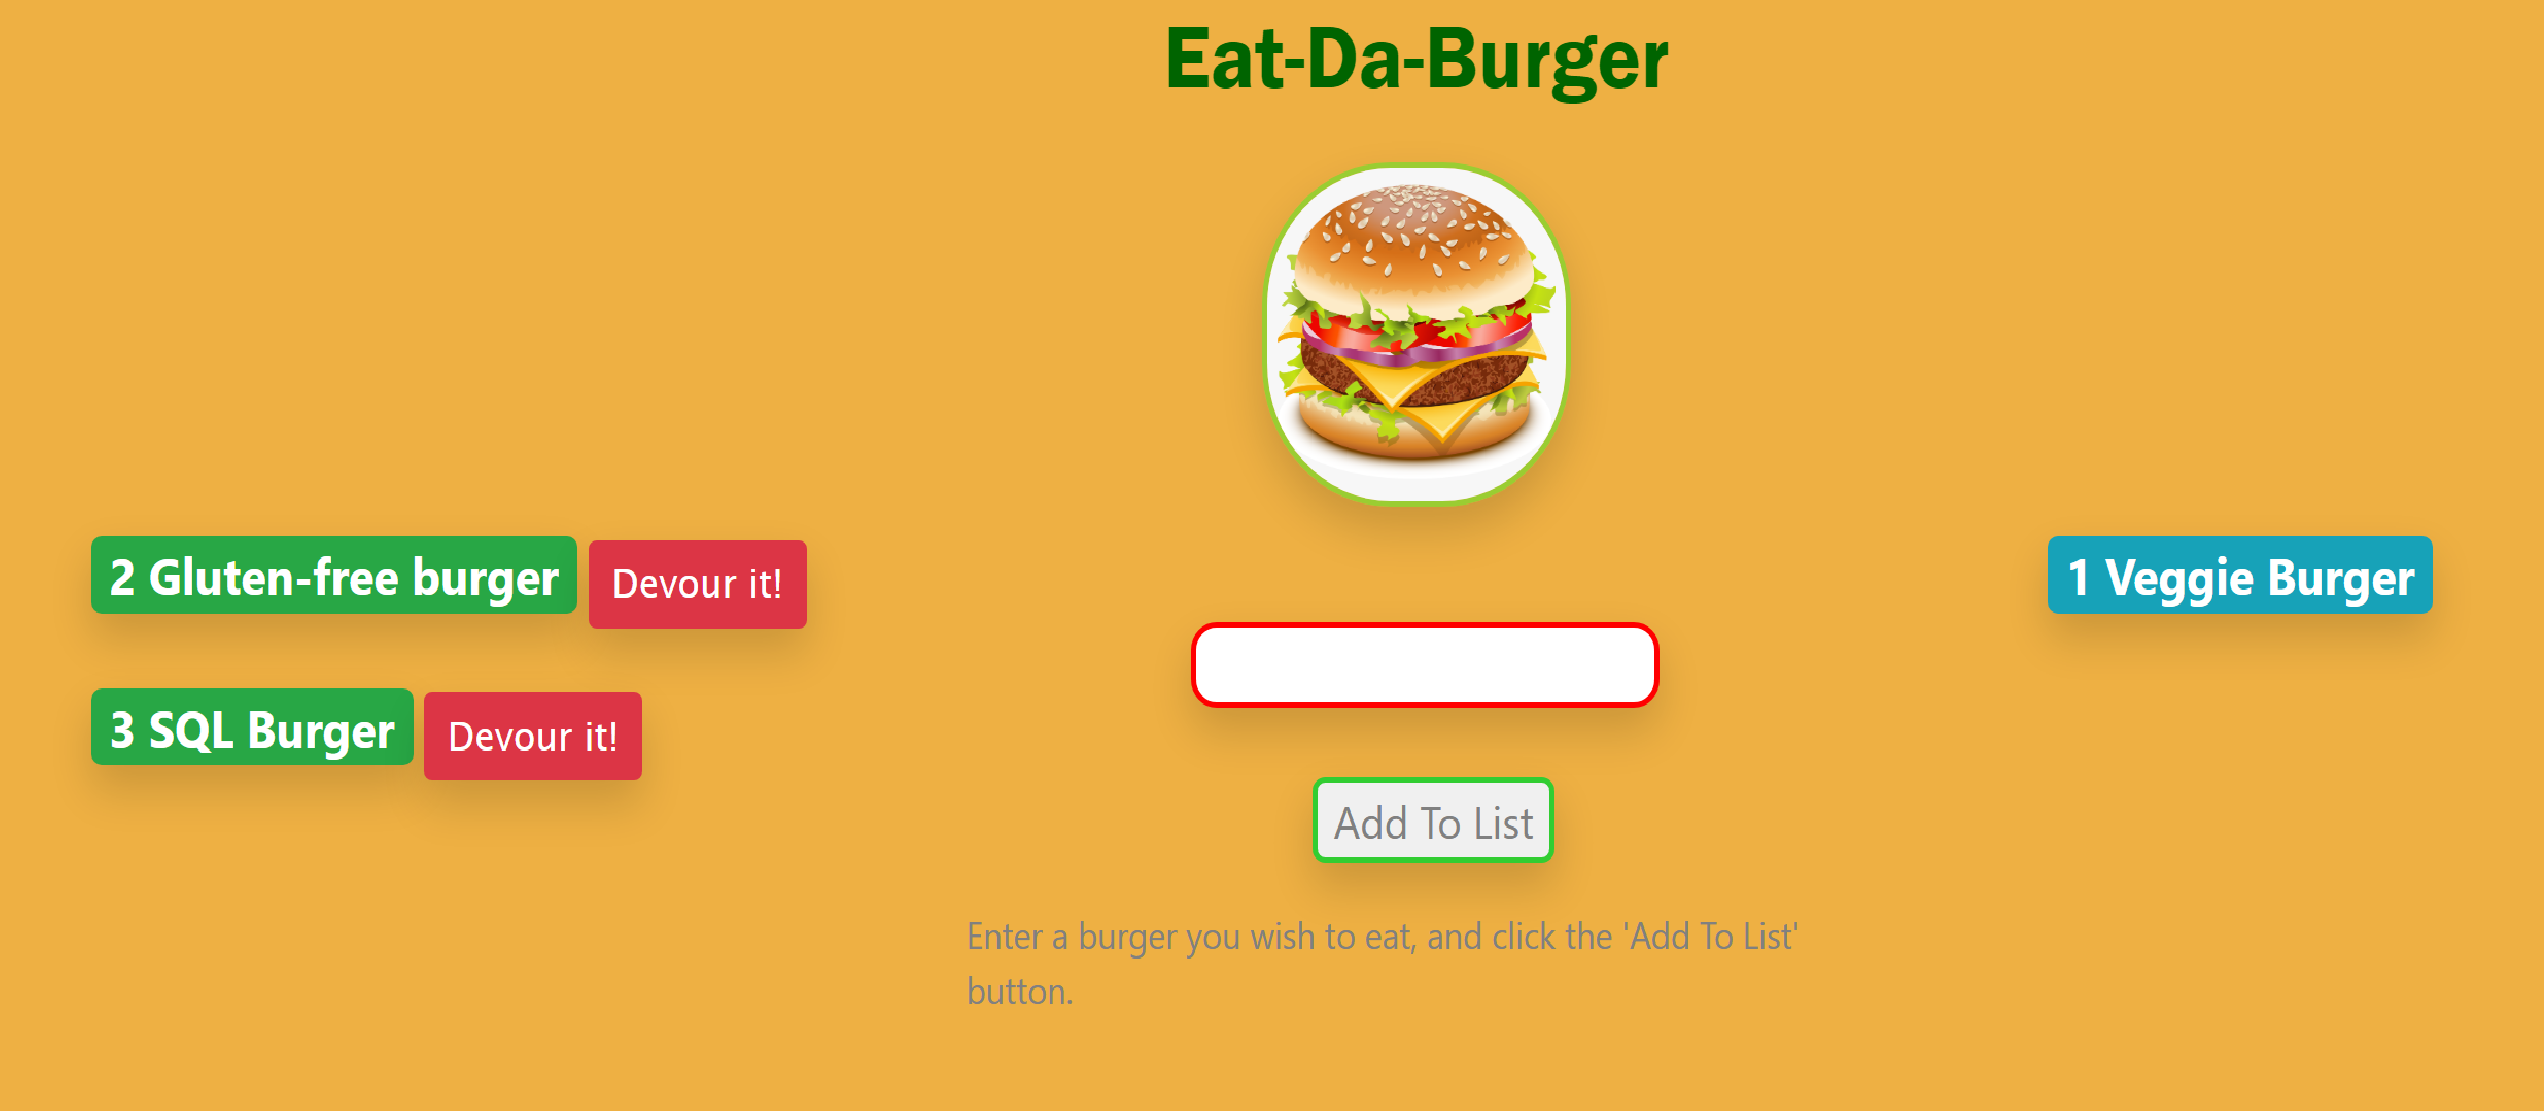 Eat-Da-Burger
2 Gluten-free burger
Devour it!
3 SQL Burger
Devour it!
Add To List
Enter a burger you wish to eat, and click the 'Add To List'
button.
1 Veggie Burger